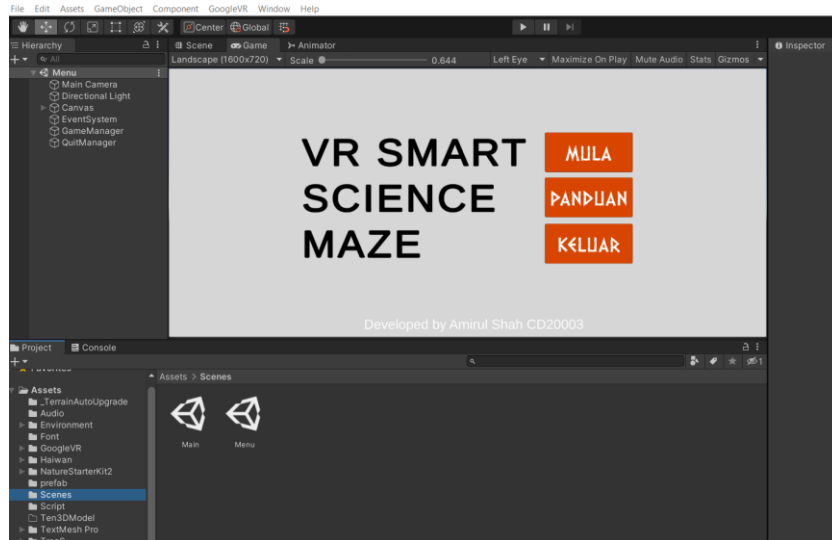 File Edit Assets GameObject Component GoogleVR Window Help
Center Global
Hierarchy
Scene Game Animator
Inspector
All
Landscape (1600x720) Scale 0.644 Left Eye Maximize On Play Mute Audio Stats Gizmos
Menu
Main Camera
Directional Light
Canvas
EventSystem
GameManager
QuitManager
VR SMART
SCIENCE
MAZE
MULA
PANDUAN
KELUAR
Developed by Amirul Shah CD20003
Project Console
1
Assets > Scenes
Assets
_TerrainAutoUpgrade
Audio
Environment
Font
GoogleVR
Haiwan
NatureStarterKit2
prefab
Scenes
Script
Ten3DModel
TextMesh Pro
Main Menu